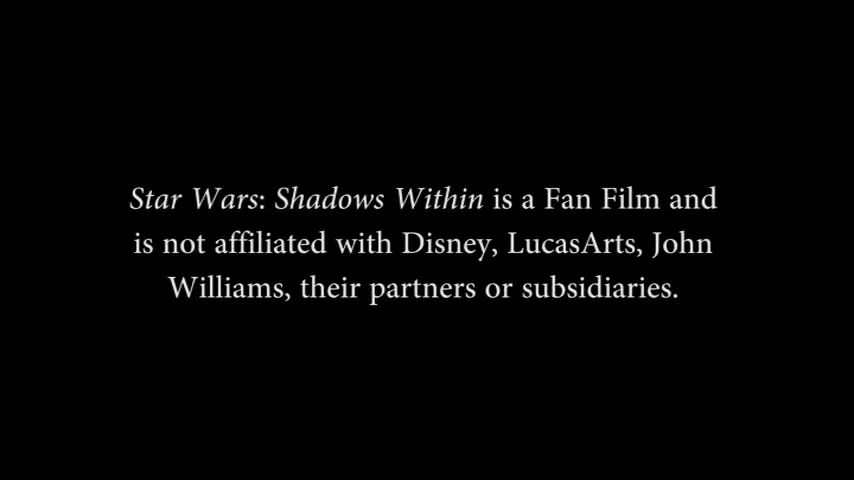 Star Wars: Shadows Within is a Fan Film and
is not affiliated with Disney, LucasArts, John
Williams, their partners or subsidiaries.